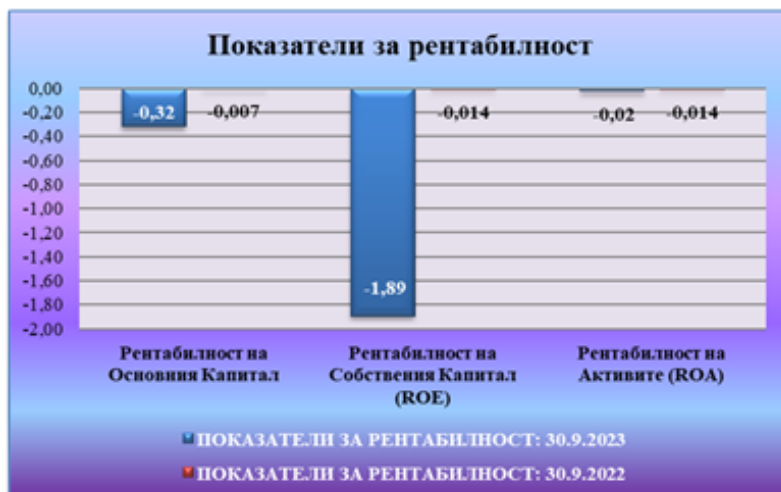 Показатели за рентабилност
0,00
-0,20
-0,40
-0,60
-0,80
-1,00
-1,20
-1,40
-1,60
-1,80
-2,00
-0,32
-0,007
-1,89
-0,014
-0,02
-0,014
Рентабилност на
Основния Капитал
Рентабилност на
Собствения Капитал
(ROE)
Рентабилност на
Активите (ROA)
ПОКАЗАТЕЛИ ЗА РЕНТАБИЛНОСТ: 30.9.2023
ПОКАЗАТЕЛИ ЗА РЕНТАБИЛНОСТ: 30.9.2022